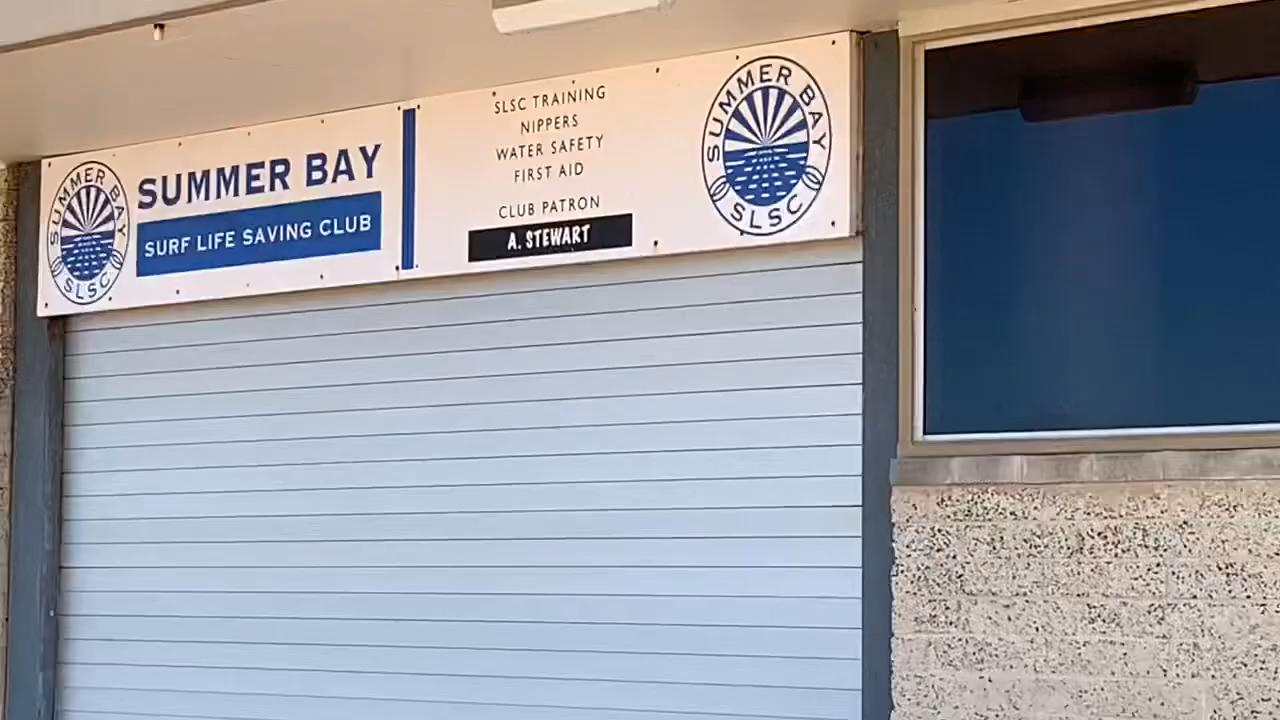 SUMMER BAY
SLSC
SUMMER BAY
SURF LIFE SAVING CLUB
SLSC TRAINING
NIPPERS
WATER SAFETY
FIRST AID
CLUB PATRON
A. STEWART
SUMMER BAY
SLSC